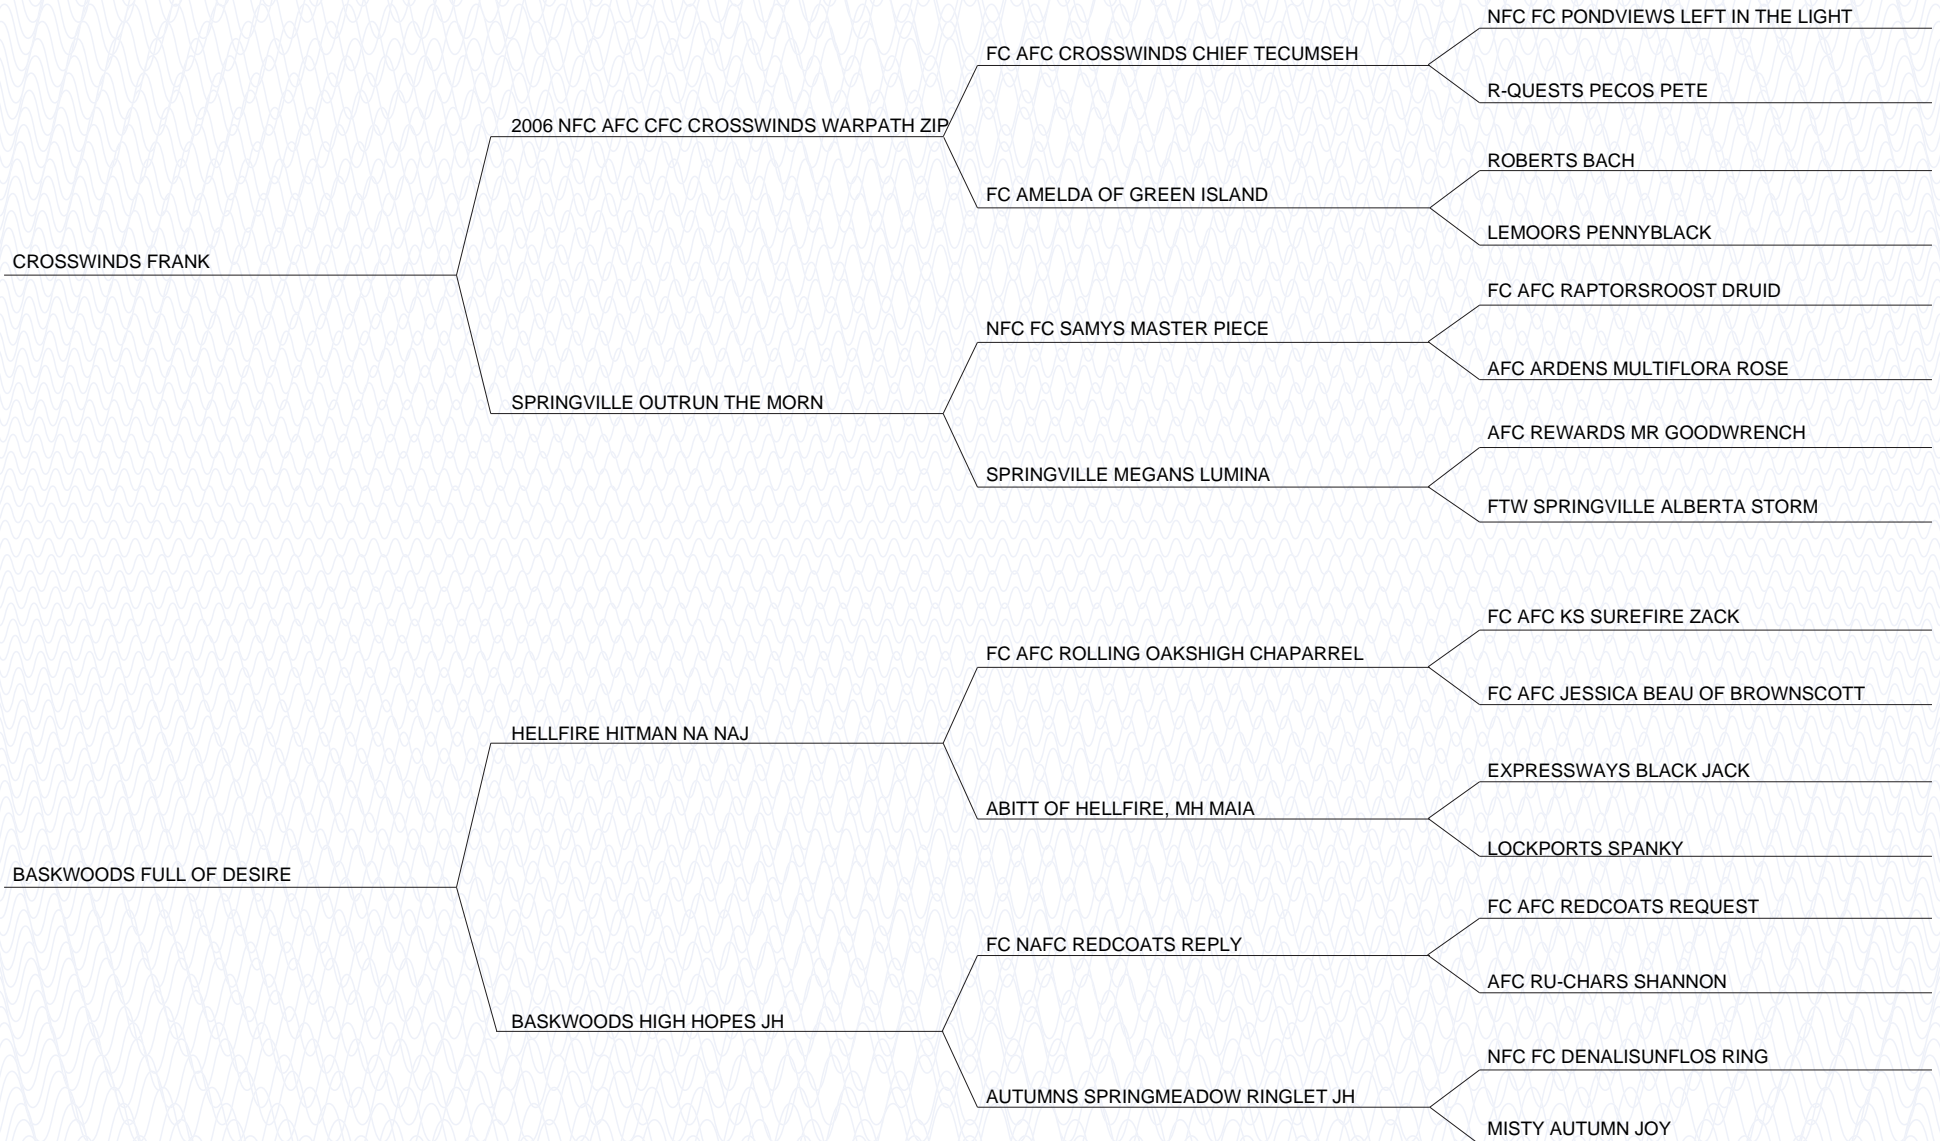 NFC FC PONDVIEWS LEFT IN THE LIGHT
FC AFC CROSSWINDS CHIEF TECUMSEH
R-QUESTS PECOS PETE
2006 NFC AFC CFC CROSSWINDS WARPATH ZIP
ROBERTS BACH
FC AMELDA OF GREEN ISLAND
LEMOORS PENNYBLACK
CROSSWINDS FRANK
FC AFC RAPTORSROOST DRUID
NFC FC SAMYS MASTER PIECE
AFC ARDENS MULTIFLORA ROSE
SPRINGVILLE OUTRUN THE MORN
AFC REWARDS MR GOODWRENCH
SPRINGVILLE MEGANS LUMINA
FTW SPRINGVILLE ALBERTA STORM
FC AFC KS SUREFIRE ZACK
FC AFC ROLLING OAKSHIGH CHAPARREL
FC AFC JESSICA BEAU OF BROWNSCOTT
HELLFIRE HITMAN NA NAJ
EXPRESSWAYS BLACK JACK
ABITT OF HELLFIRE, MH MAIA
LOCKPORTS SPANKY
BASKWOODS FULL OF DESIRE
FC AFC REDCOATS REQUEST
FC NAFC REDCOATS REPLY
AFC RU-CHARS SHANNON
BASKWOODS HIGH HOPES JH
NFC FC DENALISUNFLOS RING
AUTUMNS SPRINGMEADOW RINGLET JH
MISTY AUTUMN JOY